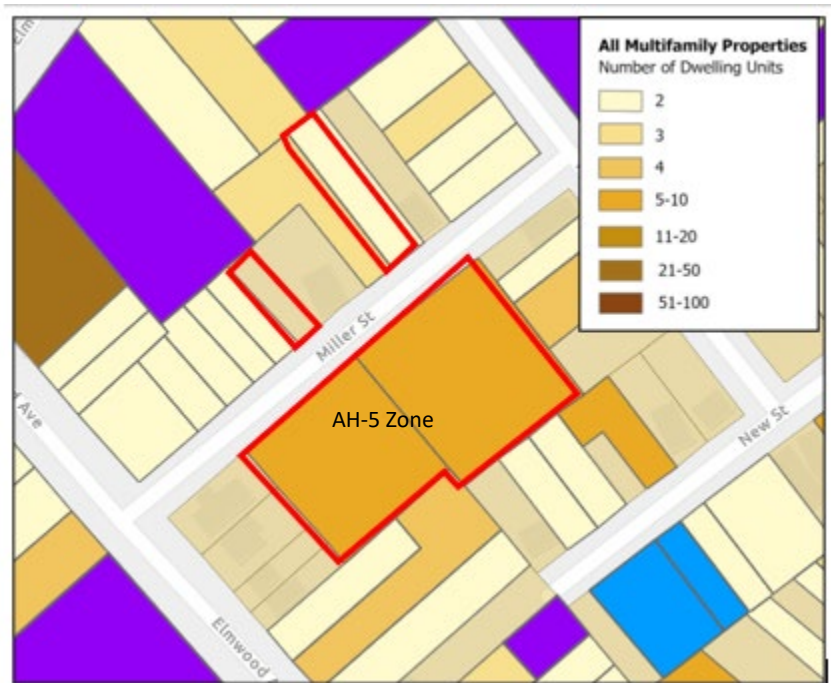 Elm
All Multifamily Properties
Number of Dwelling Units
2
3
4
5-10
11-20
21-50
51-100
Miller St
AH-5 Zone
Ave
New St
Elmwood A